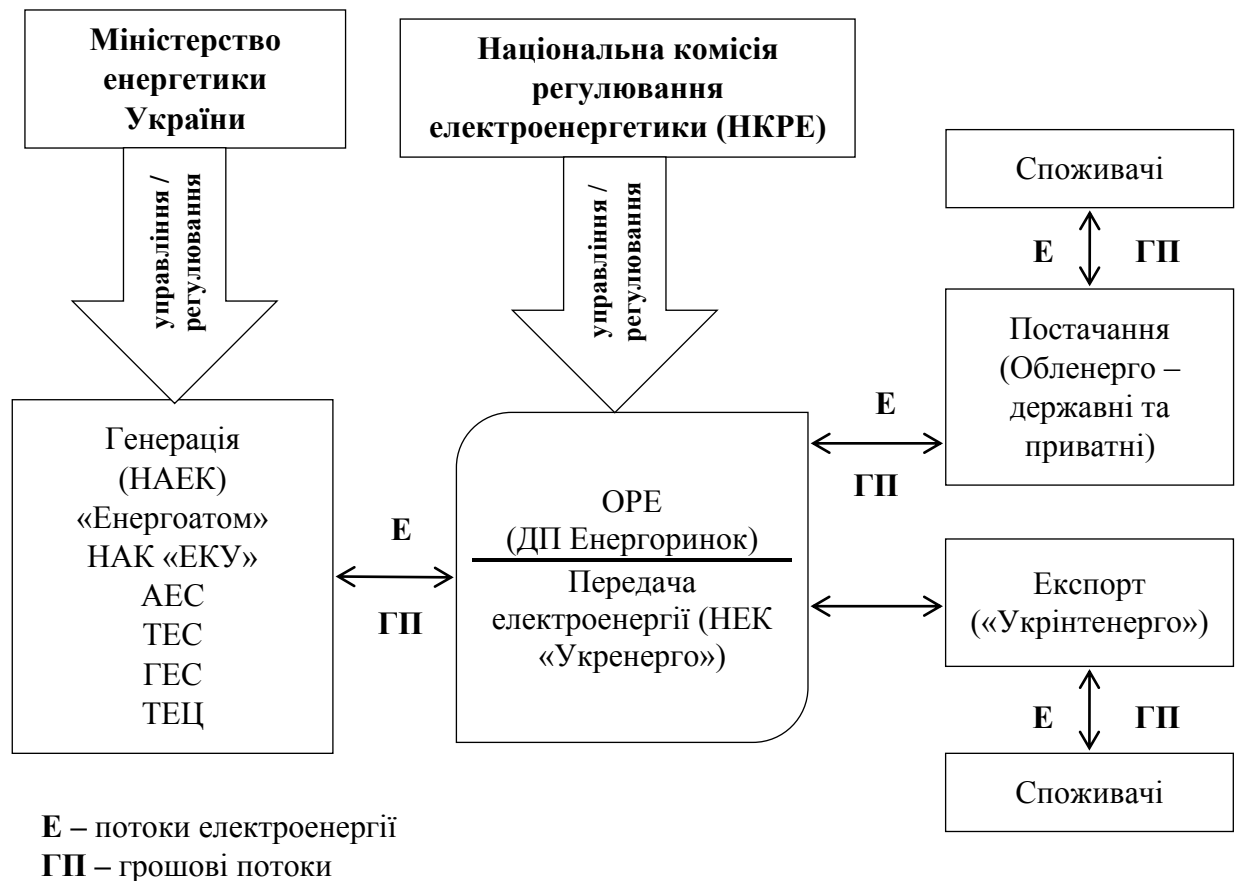 Міністерство
енергетики
України
Національна комісія
регулювання
електроенергетики (НКРЕ)
управління /
регулювання
управління /
регулювання
Споживачі
Е ГП
Постачання
(Обленерго –
державні та
приватні)
Генерація
(НАЕК)
«Енергоатом»
НАК «ЕКУ»
АЕС
ТЕС
ГЕС
ТЕЦ
Е
ГП
ОРЕ
(ДП Енергоринок)
Передача
електроенергії (НЕК
«Укренерго»)
Е
ГП
Експорт
(«Укрінтенерго»)
Е ГП
Споживачі
Е – потоки електроенергії
ГП – грошові потоки